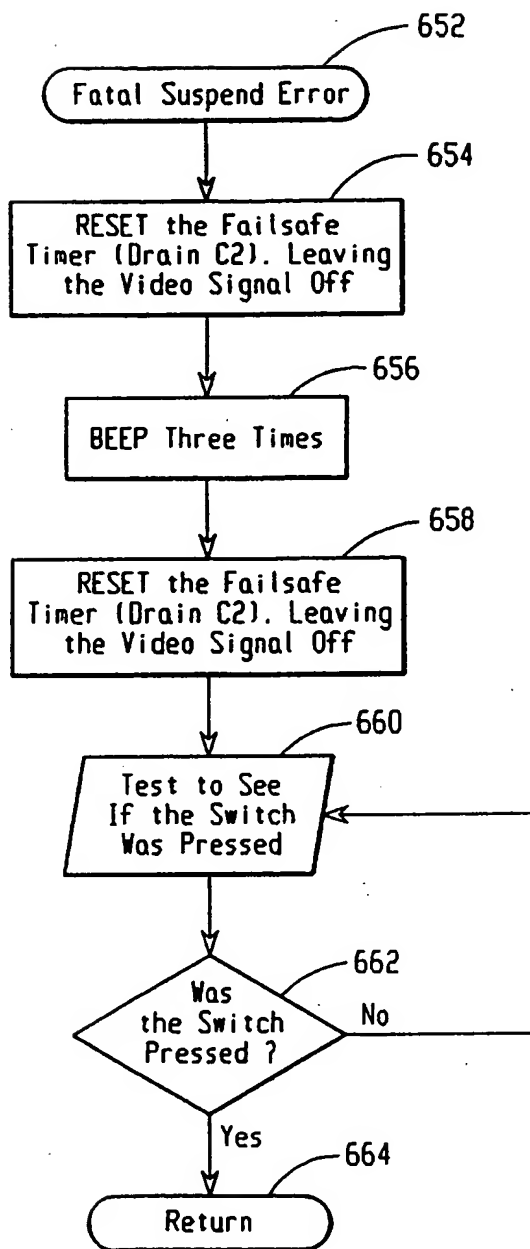 652
Fatal Suspend Error
654
RESET the Failsafe
Timer (Drain C2). Leaving
the Video Signal Off
656
BEEP Three Times
658
RESET the Failsafe
Timer (Drain C2). Leaving
the Video Signal Off
660
Test to See
If the Switch
Was Pressed
662
Was
the Switch
Pressed ?
No
Yes
664
Return